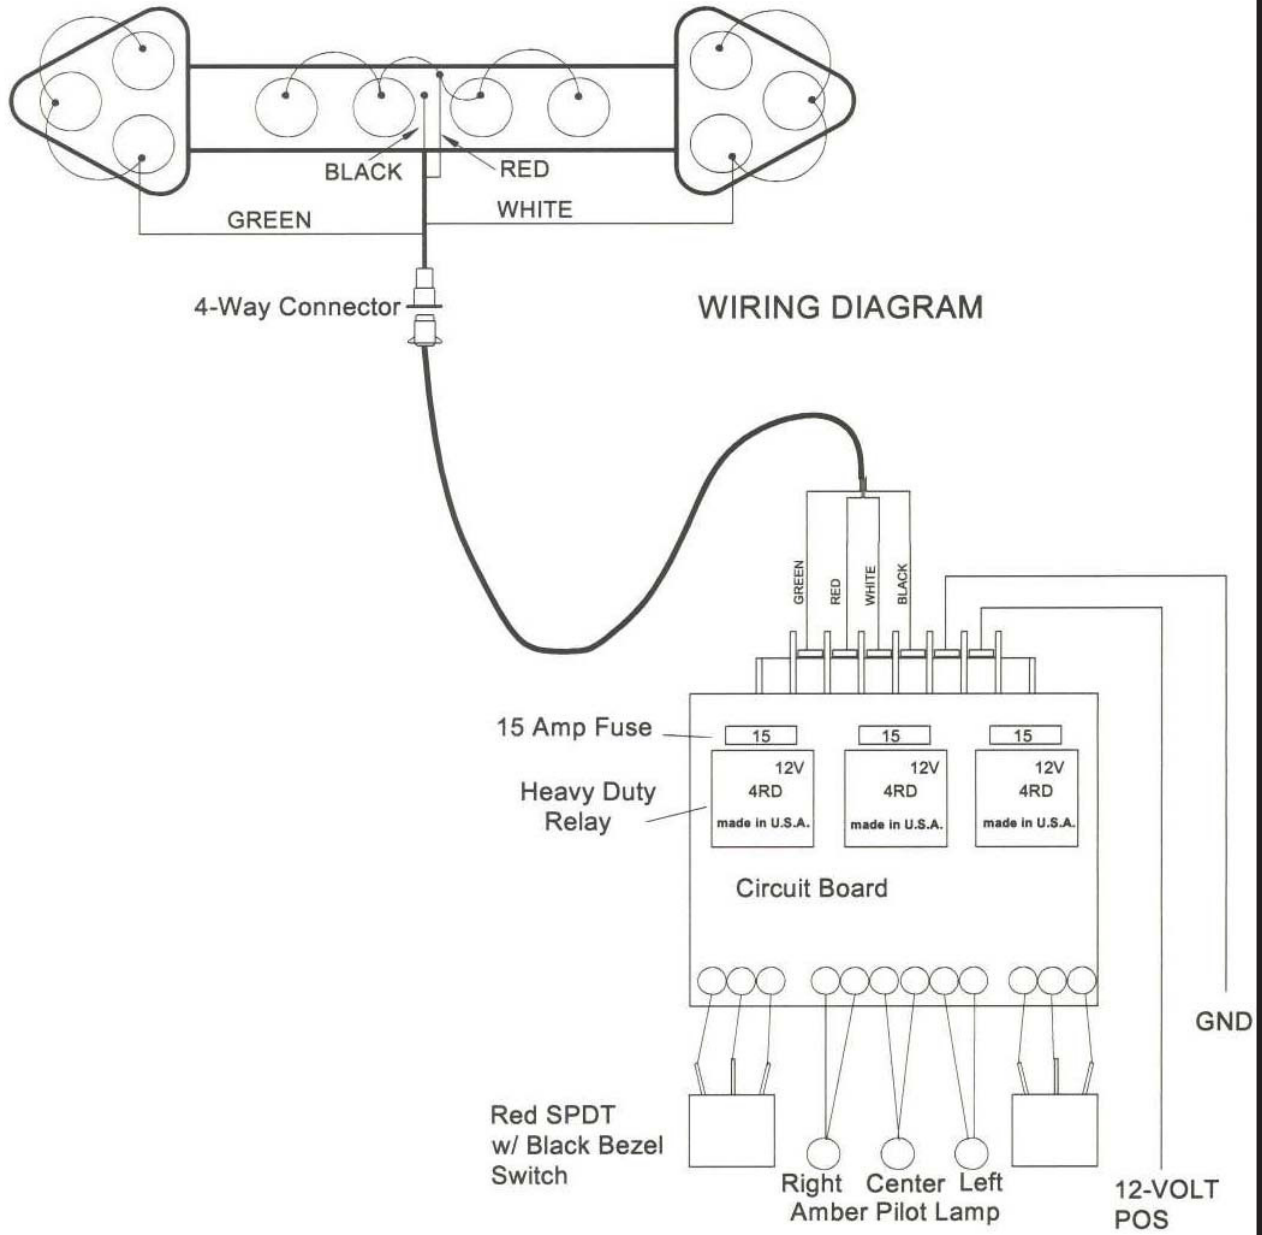 BLACK
RED
GREEN
WHITE
4-Way Connector
WIRING DIAGRAM
GREEN
RED
WHITE
BLACK
15 Amp Fuse
15
15
15
Heavy Duty
Relay
12V
4RD
made in U.S.A.
12V
4RD
made in U.S.A.
12V
4RD
made in U.S.A.
Circuit Board
GND
Red SPDT
w/ Black Bezel
Switch
Right
Center
Left
Amber Pilot Lamp
12-VOLT
POS